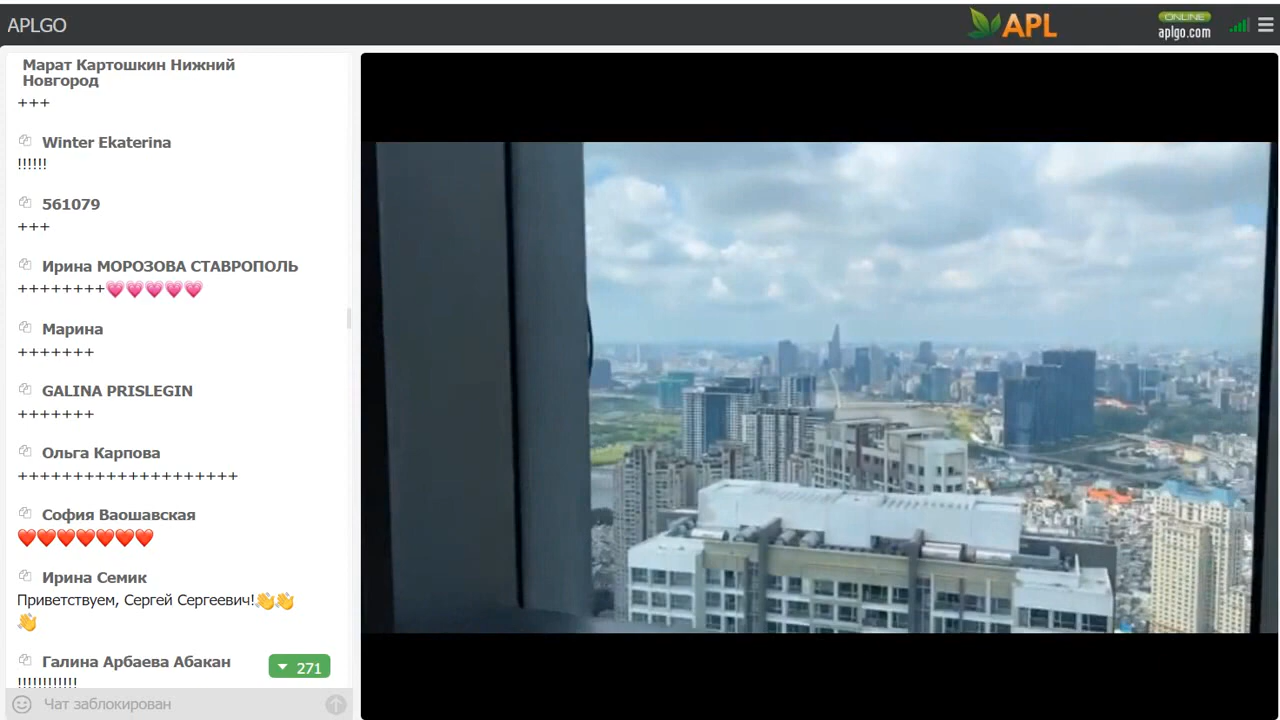 APLGO
APL
ONLINE
aplgo.com
Марат Картошкин Нижний
Новгород
+++
Winter Ekaterina
!!!!!!
561079
+++
Ирина МОРОЗОВА СТАВРОПОЛЬ
++++++++💗💗💗💗💗
Марина
+++++++
GALINA PRISLEGIN
+++++++
Ольга Карпова
++++++++++++++++++++
София Ваошавская
❤️❤️❤️❤️❤️❤️❤️
Ирина Семик
Приветствуем, Сергей Сергеевич!👋👋
👋
Галина Арбаева Абакан
271
!!!!!!!!!!!!
Чат заблокирован